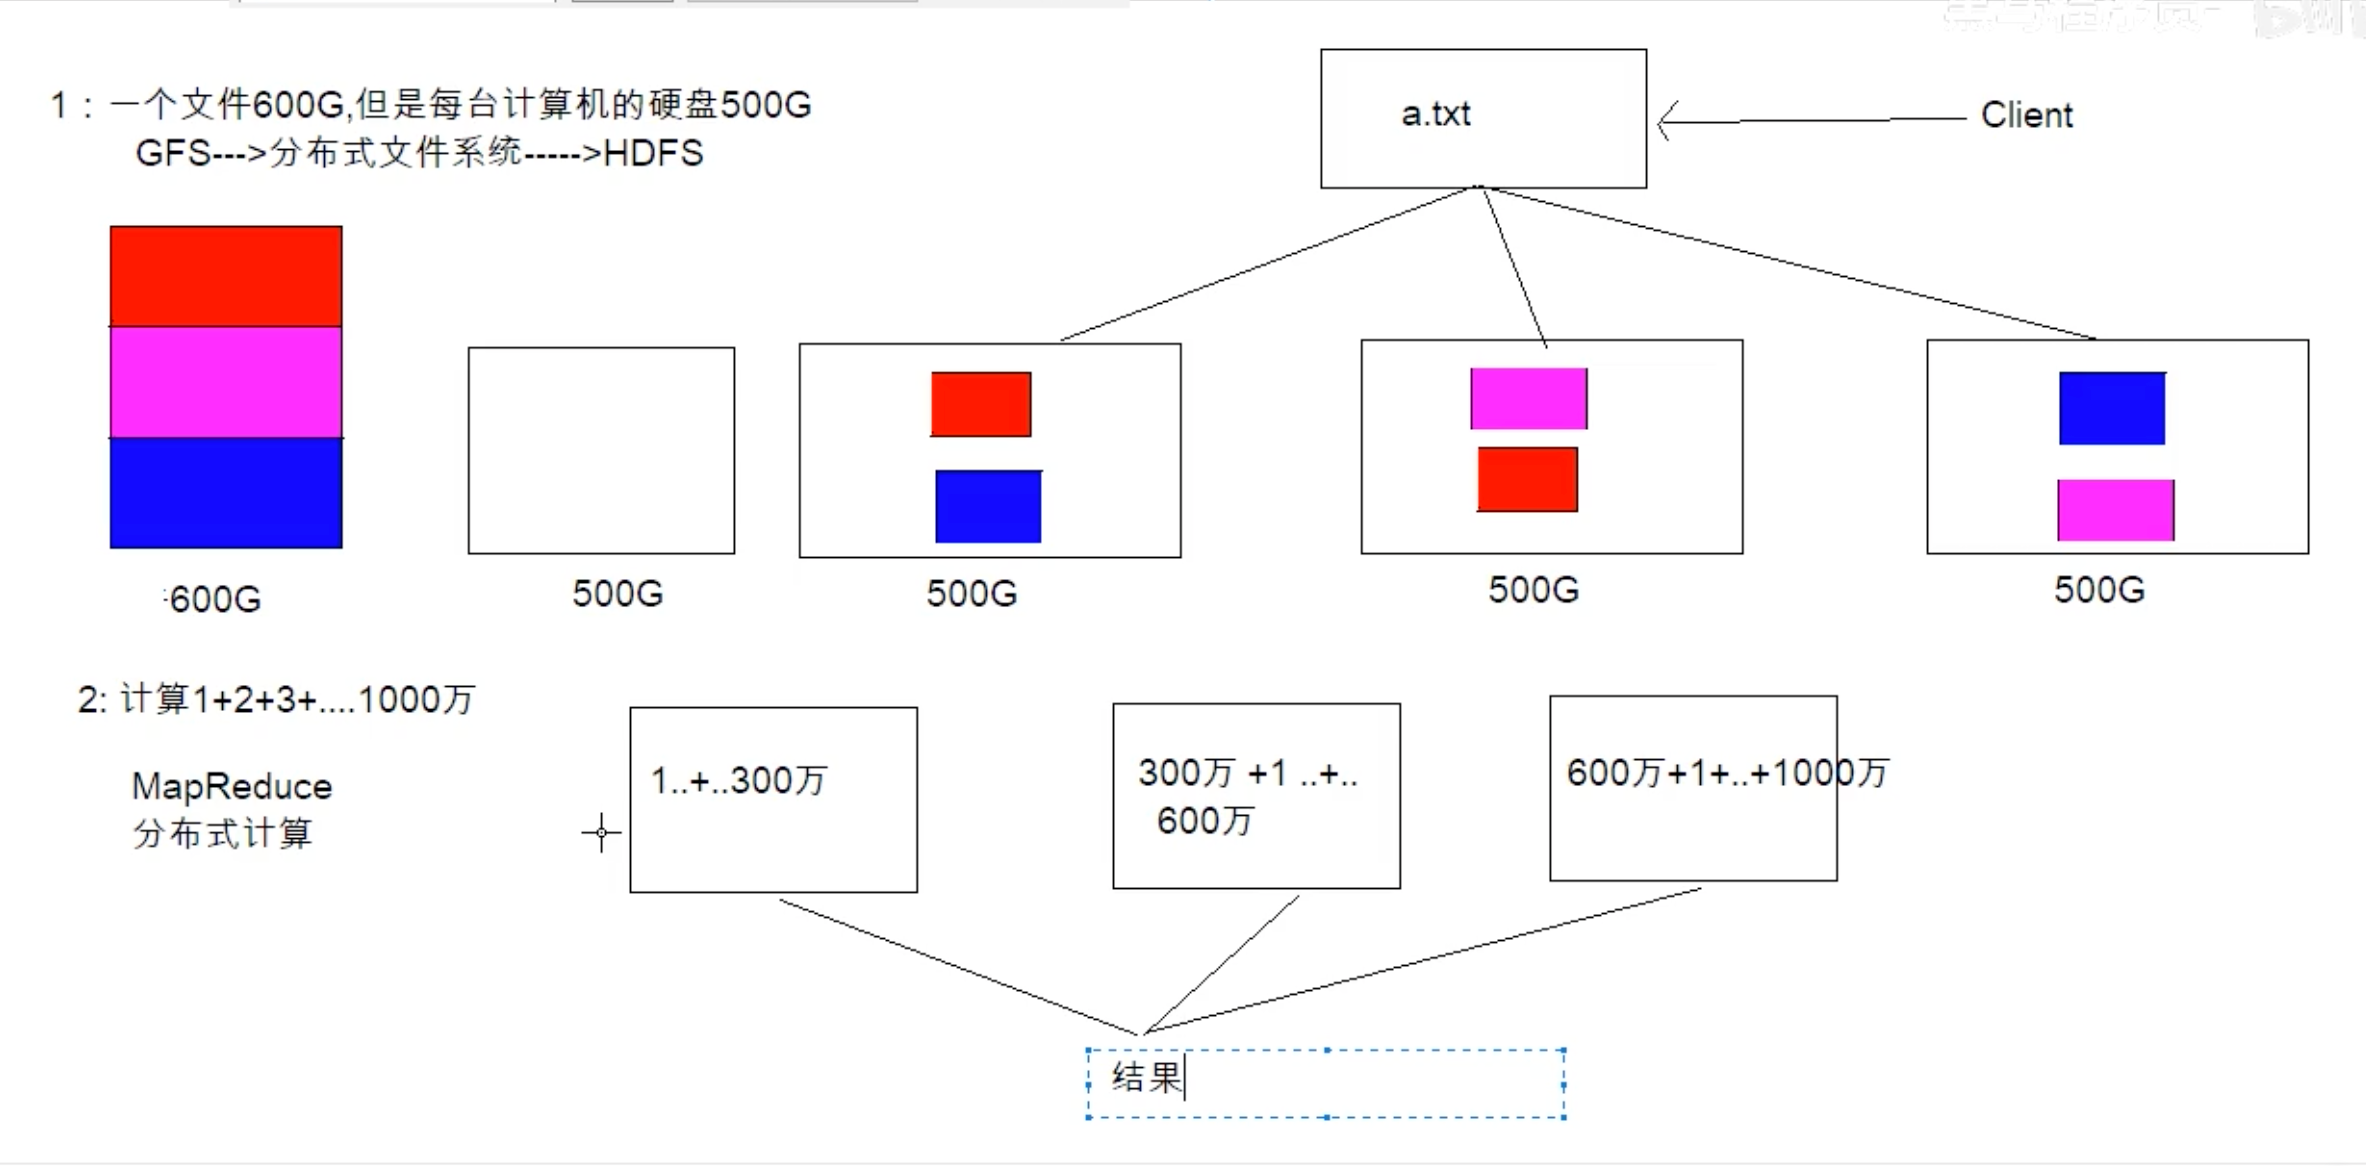 1：一个文件600G,但是每台计算机的硬盘500G
GFS--->分布式文件系统----->HDFS
a.txt
Client
600G
500G
500G
500G
500G
2: 计算1+2+3+....1000万
MapReduce
分布式计算
1..+..300万
300万 +1 ..+..
600万
600万+1+..+1000万
结果